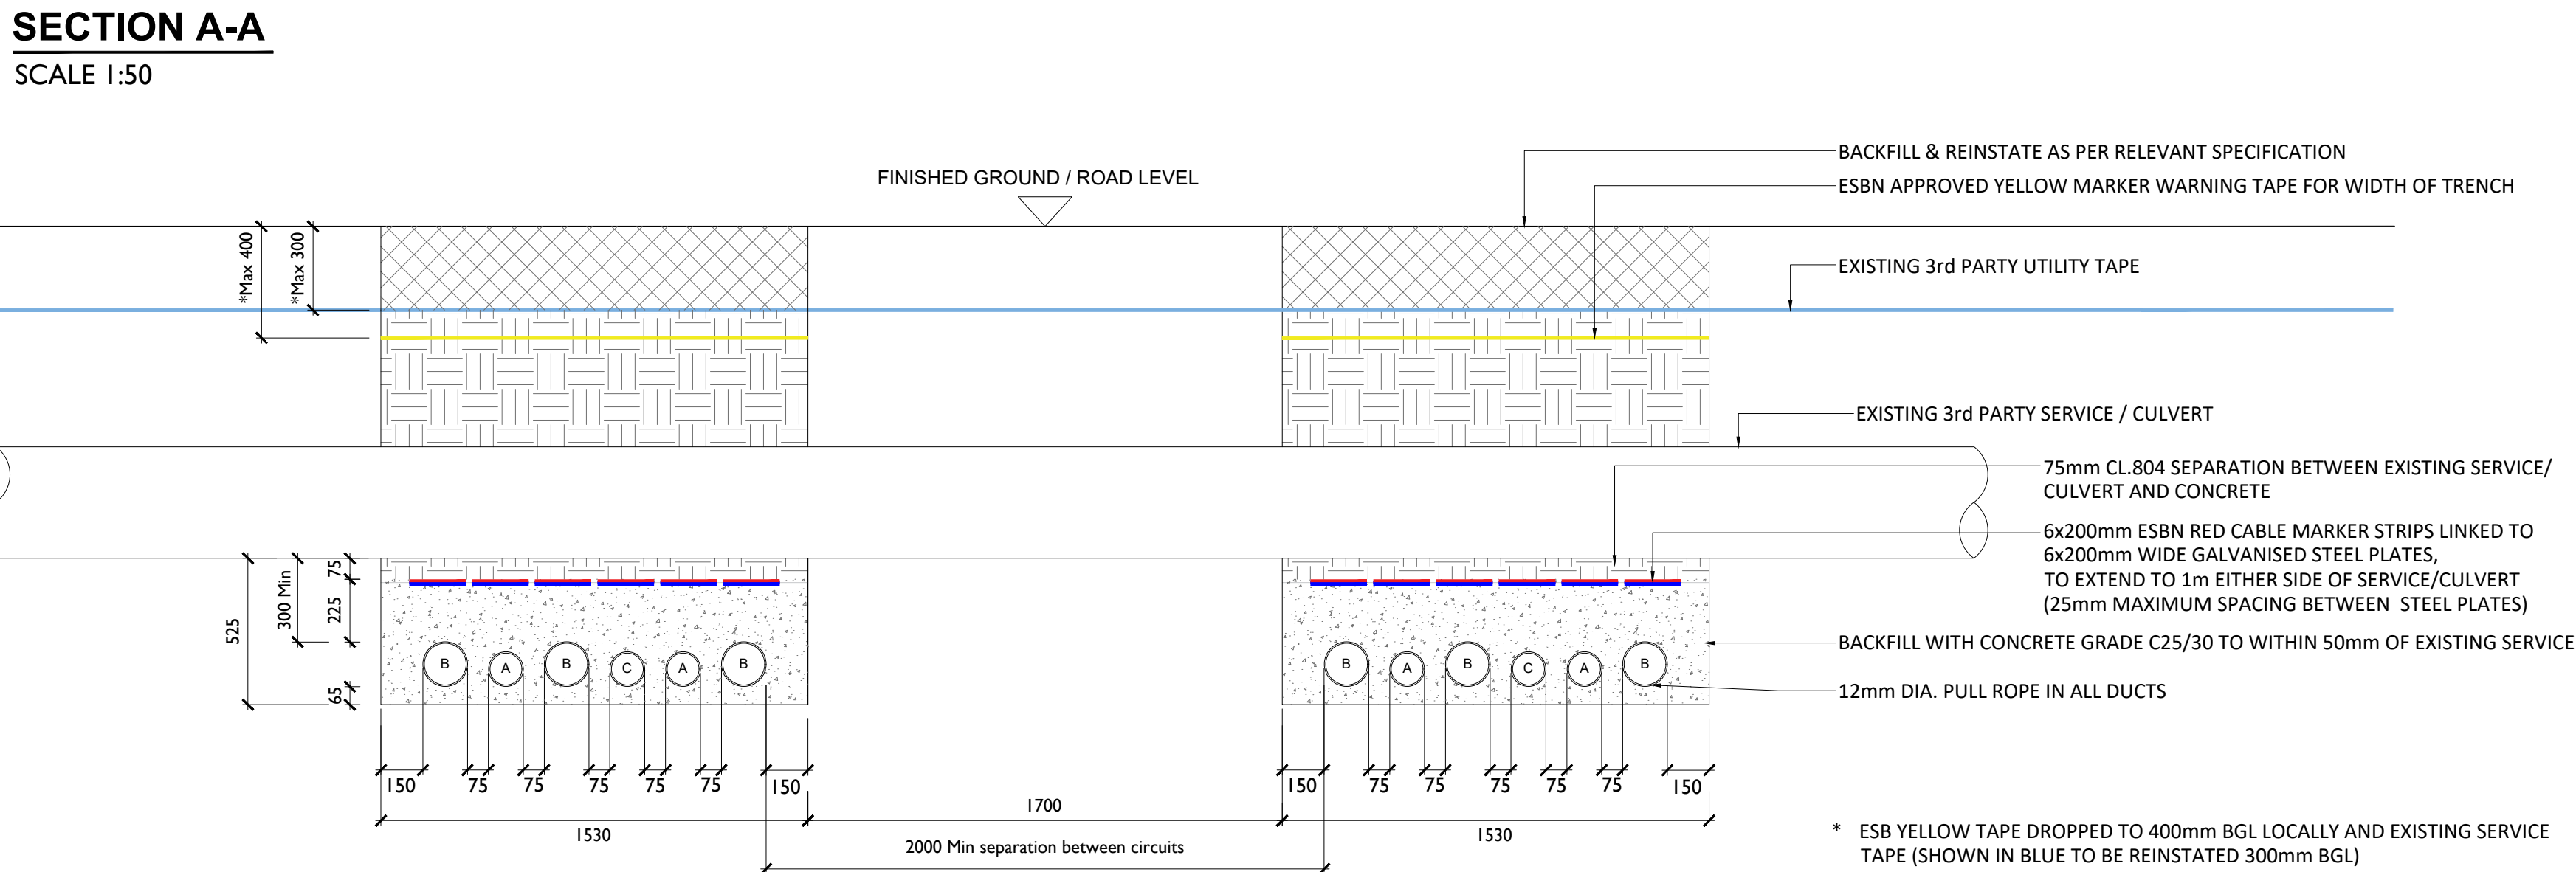 SECTION A-A
SCALE 1:50
FINISHED GROUND / ROAD LEVEL
BACKFILL & REINSTATE AS PER RELEVANT SPECIFICATION
ESBN APPROVED YELLOW MARKER WARNING TAPE FOR WIDTH OF TRENCH
*Max 400
*Max 300
EXISTING 3rd PARTY UTILITY TAPE
EXISTING 3rd PARTY SERVICE / CULVERT
75mm CL.804 SEPARATION BETWEEN EXISTING SERVICE/
CULVERT AND CONCRETE
6x200mm ESBN RED CABLE MARKER STRIPS LINKED TO
6x200mm WIDE GALVANISED STEEL PLATES,
TO EXTEND TO 1m EITHER SIDE OF SERVICE/CULVERT
(25mm MAXIMUM SPACING BETWEEN STEEL PLATES)
525
300 Min
75
225
65
B A B C A B
B A B C A B
BACKFILL WITH CONCRETE GRADE C25/30 TO WITHIN 50mm OF EXISTING SERVICE
12mm DIA. PULL ROPE IN ALL DUCTS
150 75 75 75 75 75 150
150 75 75 75 75 75 150
1700
1530
1530
2000 Min separation between circuits
* ESB YELLOW TAPE DROPPED TO 400mm BGL LOCALLY AND EXISTING SERVICE
TAPE (SHOWN IN BLUE TO BE REINSTATED 300mm BGL)